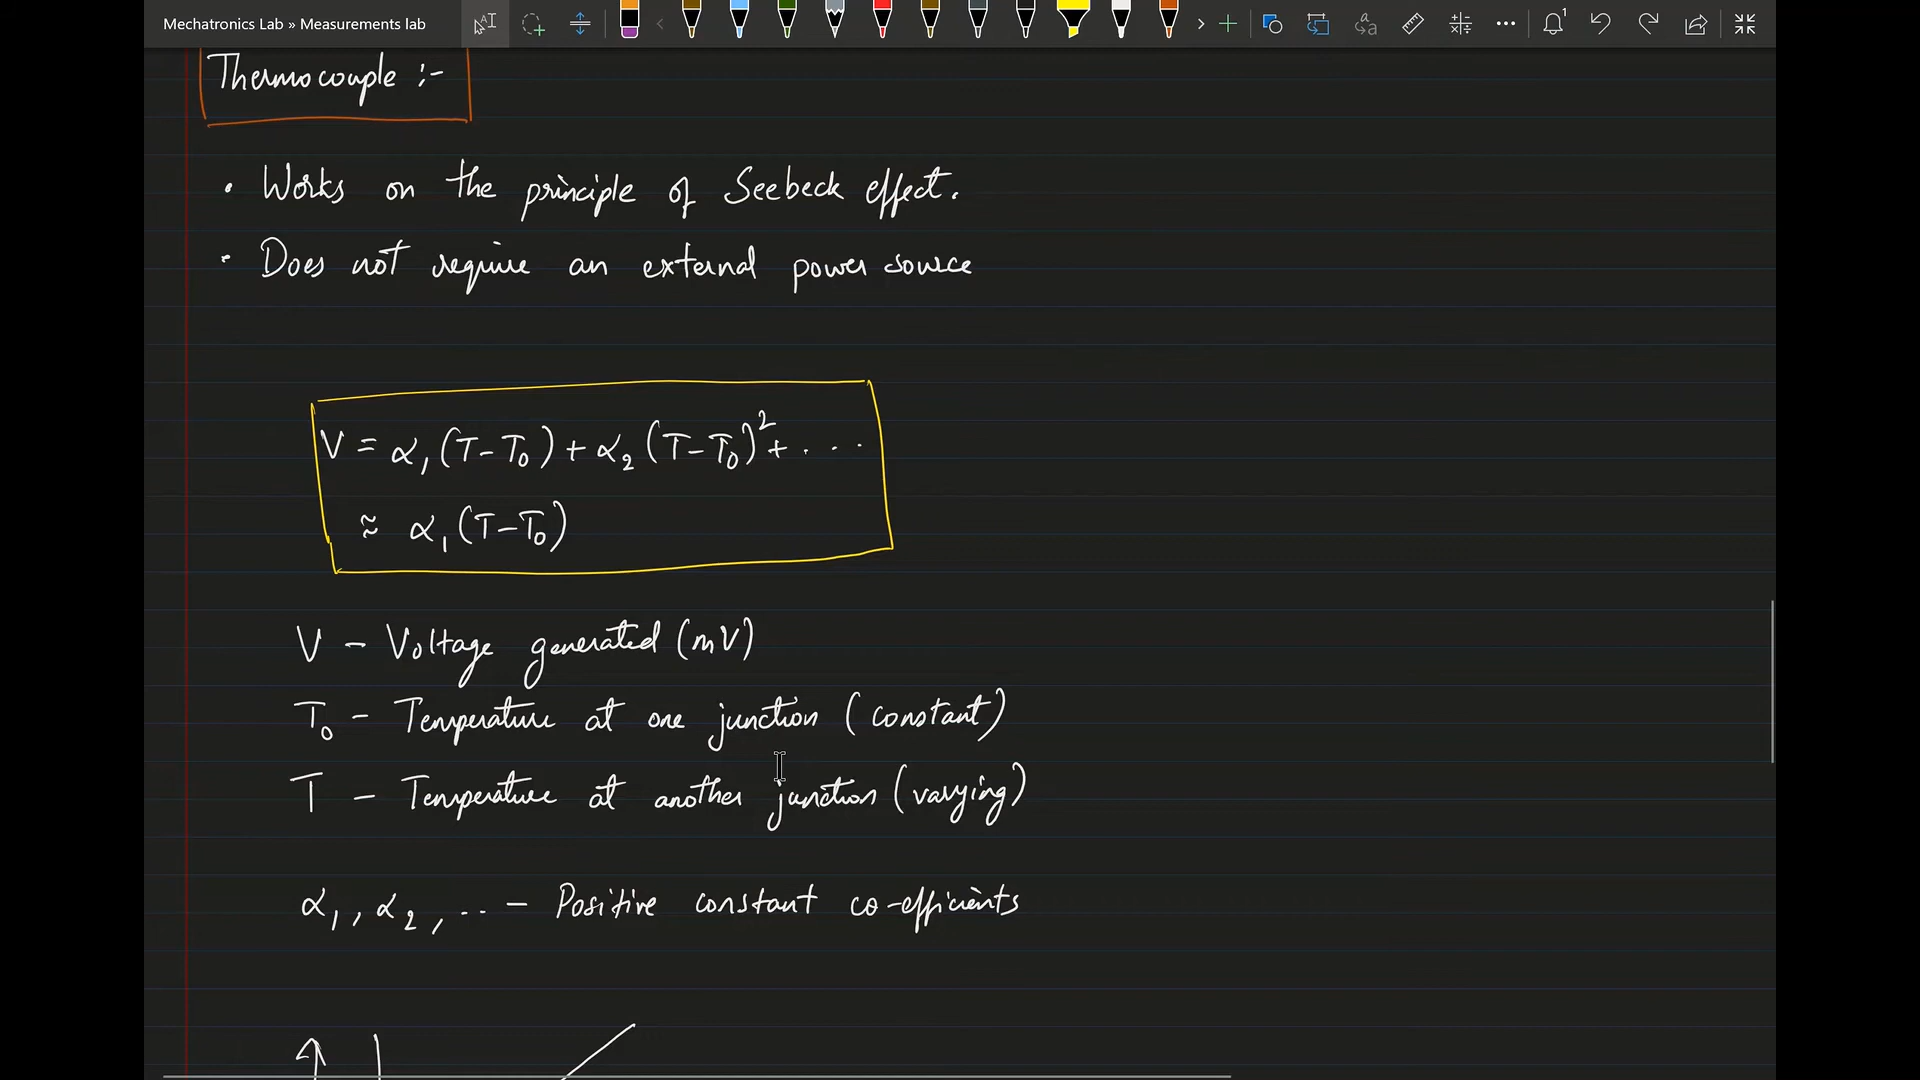 Mechatronics Lab » Measurements lab
Thermocouple :-
• Works on the principle of Seebeck effect.
• Does not require an external power source
V = α₁(T-T₀) + α₂(T-T₀)² + . . .
≈ α₁(T-T₀)
V - Voltage generated (mV)
T₀ - Temperature at one junction (constant)
T - Temperature at another junction (varying)
α₁, α₂, .. - Positive constant co-efficients